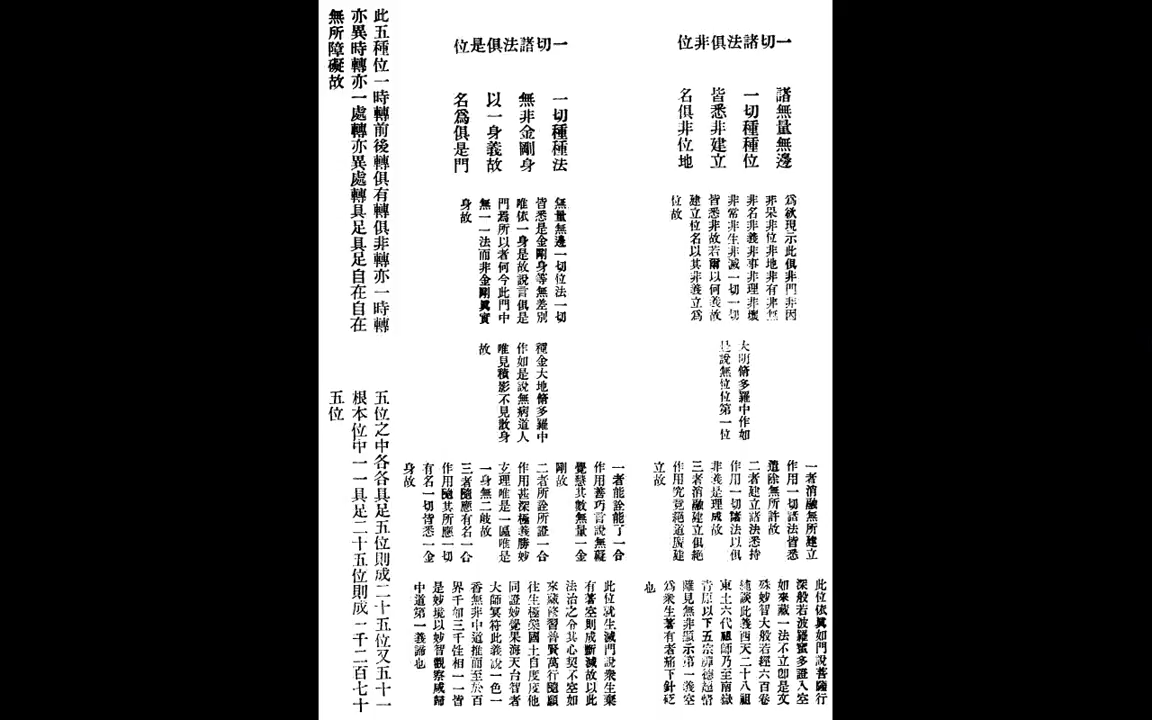 一切諸法俱非位
諸無量無邊
一切種種位
皆悉非建立
名俱非位地
爲欲現示此俱非門非因
非果非位非地非有非無
非名非義非事非理非壞
非常非生非滅一切一切
皆悉非故若爾以何義故
建立位名以其非義立爲
位故
大明脩多羅中作如
是說無位位第一位
一者消融無所建立
作用一切諸法皆悉
遣除無所許故
二者建立諸法悉持
作用一切諸法以俱
非義是理成故
三者消融建立俱絕
作用究竟絕道廣建
立故
此位依眞如門說菩薩行
深般若波羅蜜多證入空
如來藏一法不立卽是文
殊妙智大般若經六百卷
純談此義西天二十八祖
東土六代祖師乃至南嶽
青原以下五宗禪德超情
離見無非顯示第一義空
爲衆生著有者痛下針砭
也
一切諸法俱是位
一切種種法
無非金剛身
以一身義故
名爲俱是門
無量無邊一切位法一切
皆悉是金剛身等無差別
唯依一身是故說言俱是
門焉所以者何今此門中
無一一法而非金剛眞實
身故
種金大地脩多羅中
作如是說無病道人
唯見積影不見散身
故
一者能詮能了一合
作用善巧言說無礙
覺慧其數無量一金
剛故
二者所詮所證一合
作用甚深極義勝妙
玄理唯是一區唯是
一身無二岐故
三者隨應有名一合
作用隨其所應一切
有名一切皆悉一金
身故
此位就生滅門說衆生棄
有著空則成斷滅故以此
法治之令其心契不空如
來藏修習普賢萬行隨願
往生極樂國土自度度他
同證妙覺果海天台智者
大師冥符此義說一色一
香無非中道推而至於百
界千如三千性相一一皆
是妙境以妙智觀察咸歸
中道第一義諦也
此五種位一時轉前後轉俱有轉俱非轉亦一時轉
亦異時轉亦一處轉亦異處轉具足具足自在自在
無所障礙故
五位之中各各具足五位則成二十五位又五十一
根本位中一一具足二十五位則成一千二百七十
五位